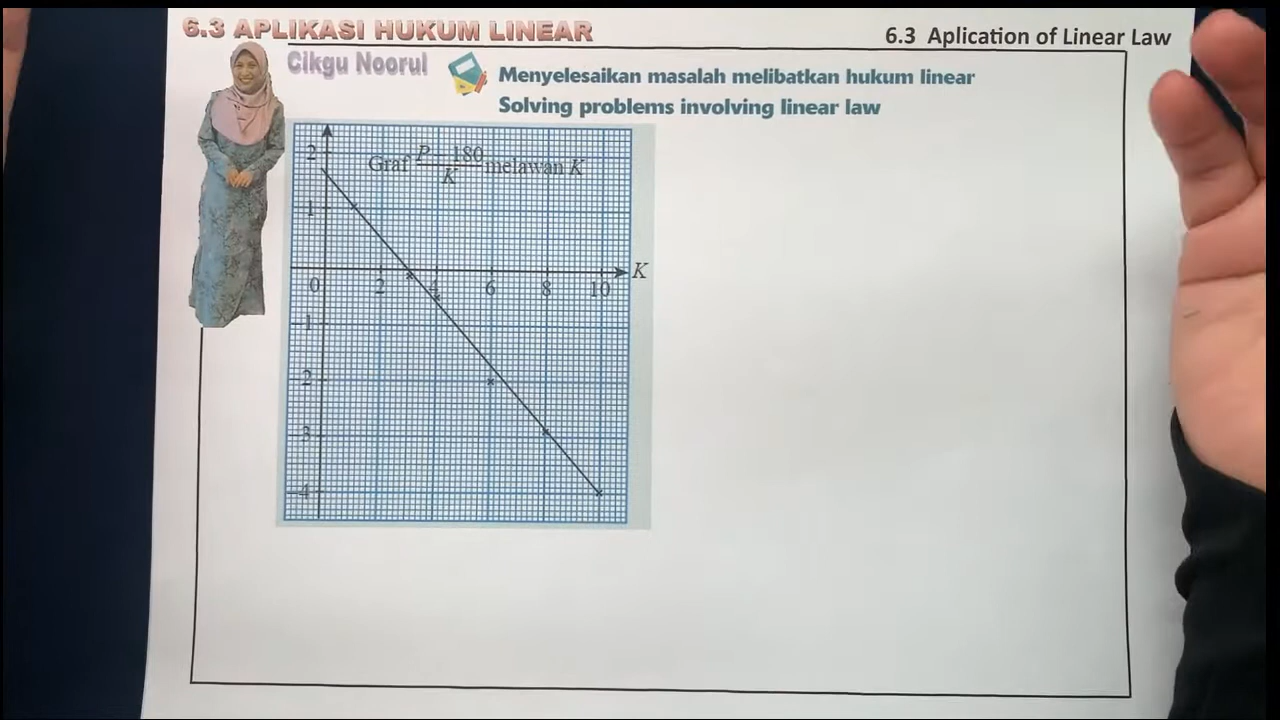 6.3 APLIKASI HUKUM LINEAR
6.3 Aplication of Linear Law
Cikgu Noorul
Menyelesaikan masalah melibatkan hukum linear
Solving problems involving linear law
Graf P – 180 / K melawan K
2
1
K
0 2 4 6 8 10
–1
–2
–3
–4